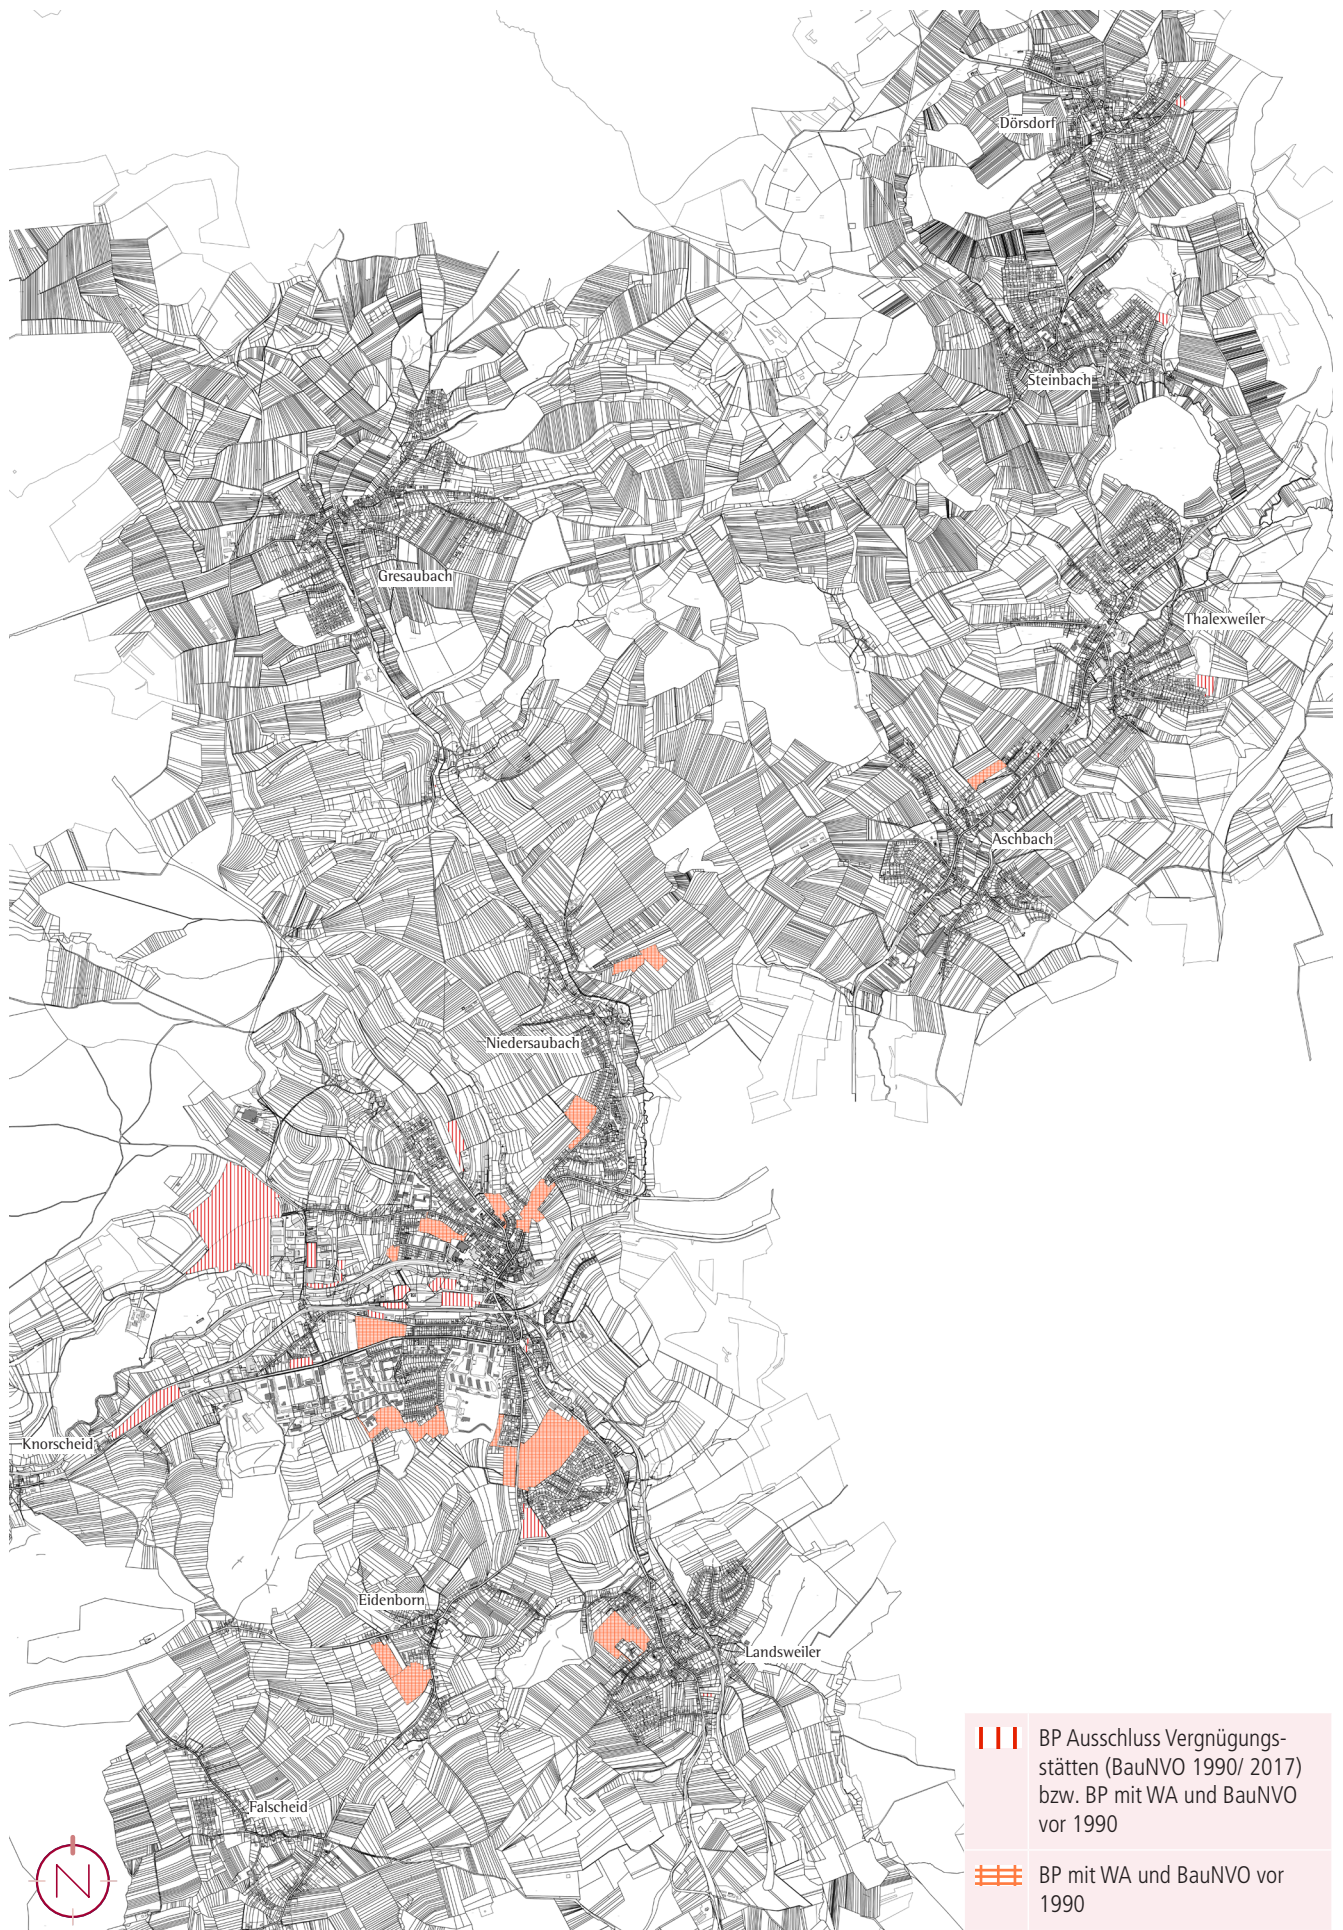 Dörsdorf
Steinbach
Gresaubach
Thalexweiler
Aschbach
Niedersaubach
Knorscheid
Eidenborn
Landsweiler
Falscheid
N
BP Ausschluss Vergnügungs-
stätten (BauNVO 1990/ 2017)
bzw. BP mit WA und BauNVO
vor 1990
BP mit WA und BauNVO vor
1990